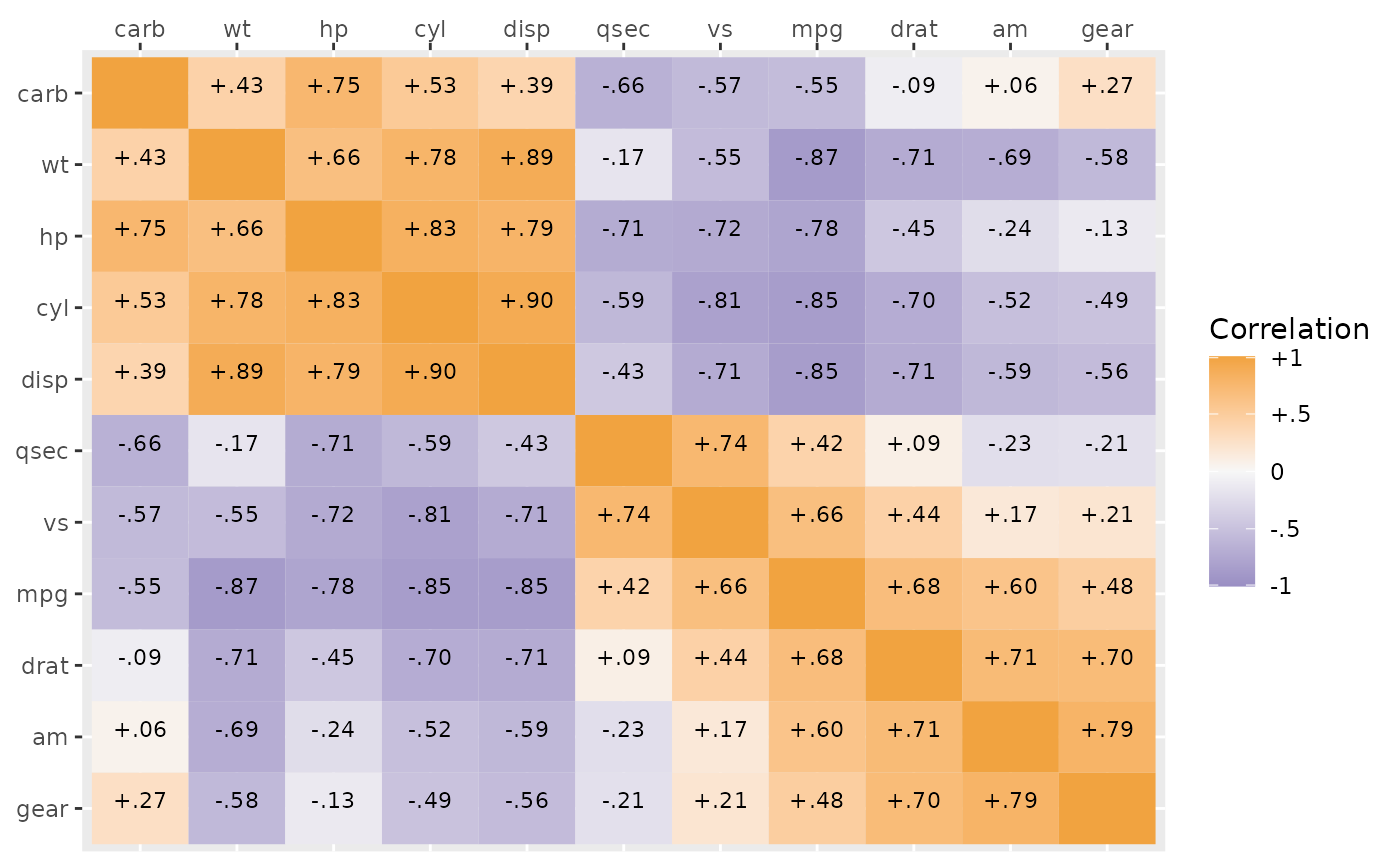 carb wt hp cyl disp qsec vs mpg drat am gear
carb +.43 +.75 +.53 +.39 -.66 -.57 -.55 -.09 +.06 +.27
wt +.43 +.66 +.78 +.89 -.17 -.55 -.87 -.71 -.69 -.58
hp +.75 +.66 +.83 +.79 -.71 -.72 -.78 -.45 -.24 -.13
cyl +.53 +.78 +.83 +.90 -.59 -.81 -.85 -.70 -.52 -.49
disp +.39 +.89 +.79 +.90 -.43 -.71 -.85 -.71 -.59 -.56
qsec -.66 -.17 -.71 -.59 -.43 +.74 +.42 +.09 -.23 -.21
vs -.57 -.55 -.72 -.81 -.71 +.74 +.66 +.44 +.17 +.21
mpg -.55 -.87 -.78 -.85 -.85 +.42 +.66 +.68 +.60 +.48
drat -.09 -.71 -.45 -.70 -.71 +.09 +.44 +.68 +.71 +.70
am +.06 -.69 -.24 -.52 -.59 -.23 +.17 +.60 +.71 +.79
gear +.27 -.58 -.13 -.49 -.56 -.21 +.21 +.48 +.70 +.79
Correlation
+1
+.5
0
-.5
-1